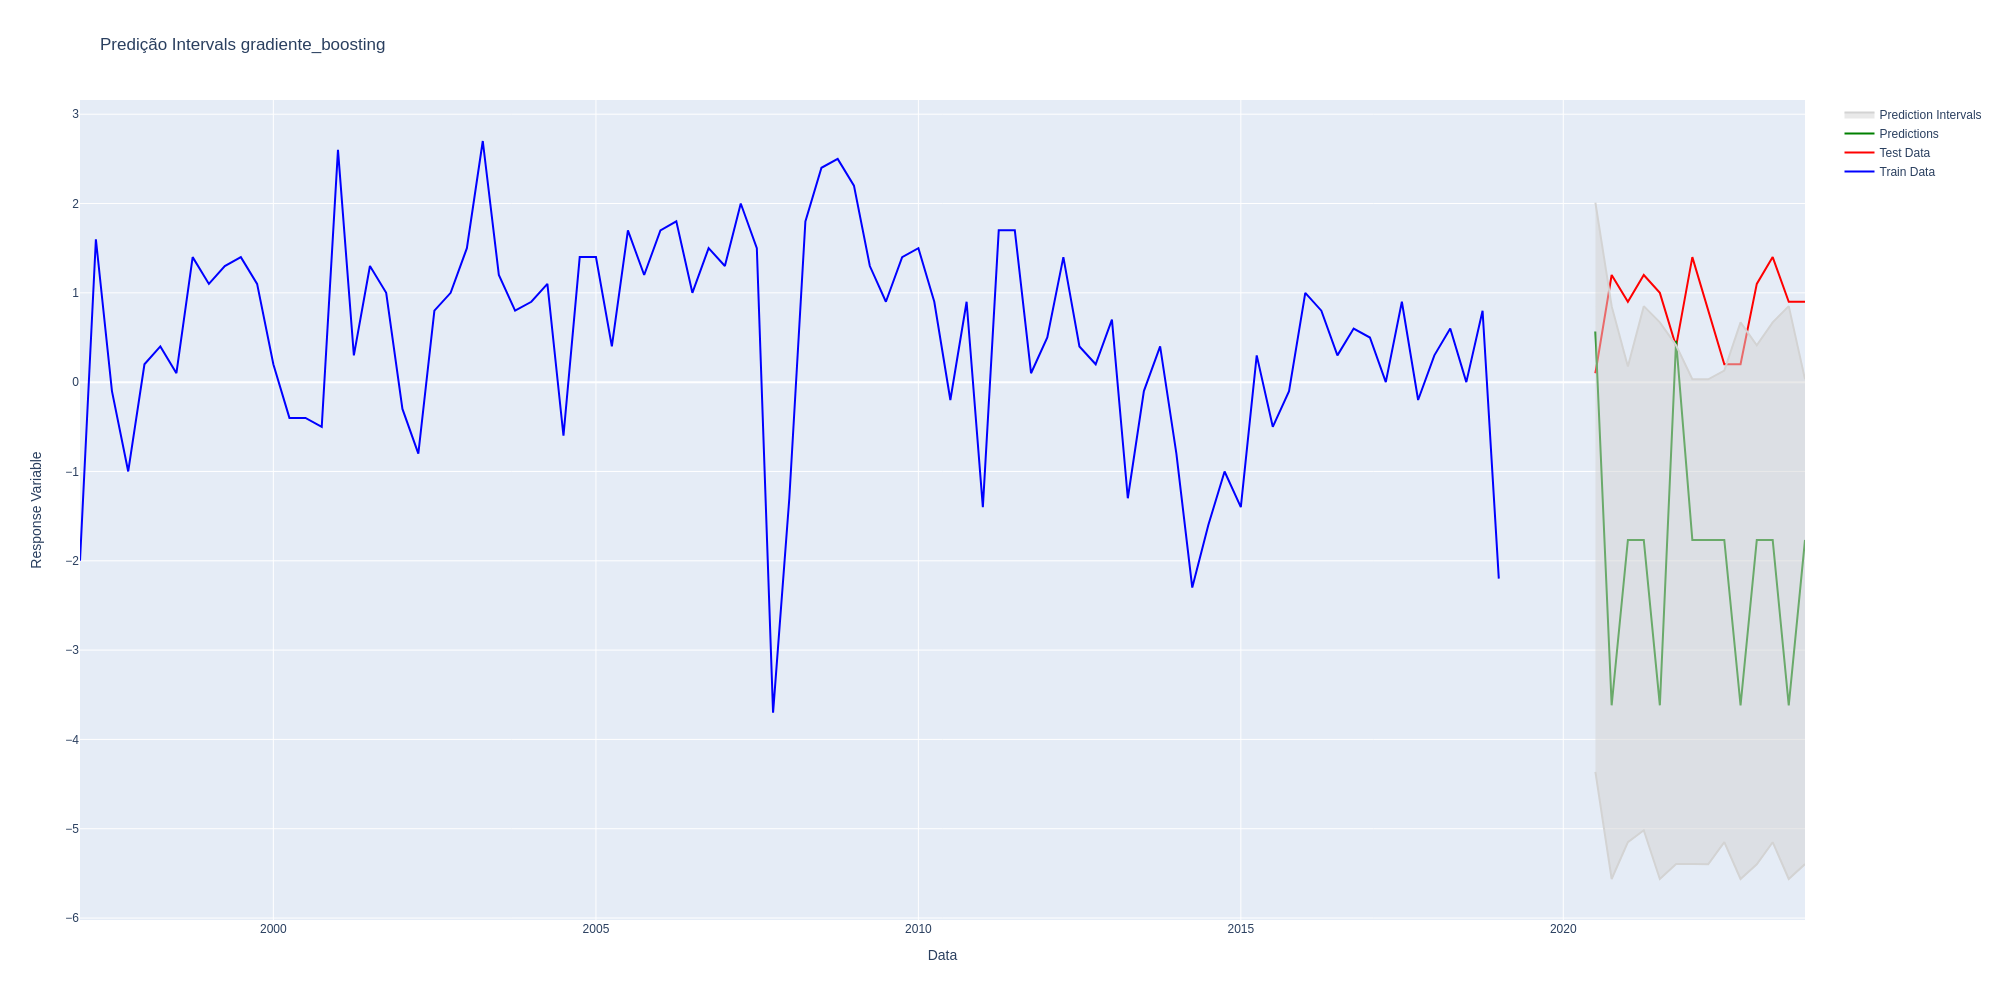 Predição Intervals gradiente_boosting
3
2
1
0
−1
−2
−3
−4
−5
−6
Response Variable
2000
2005
2010
2015
2020
Data
Prediction Intervals
Predictions
Test Data
Train Data